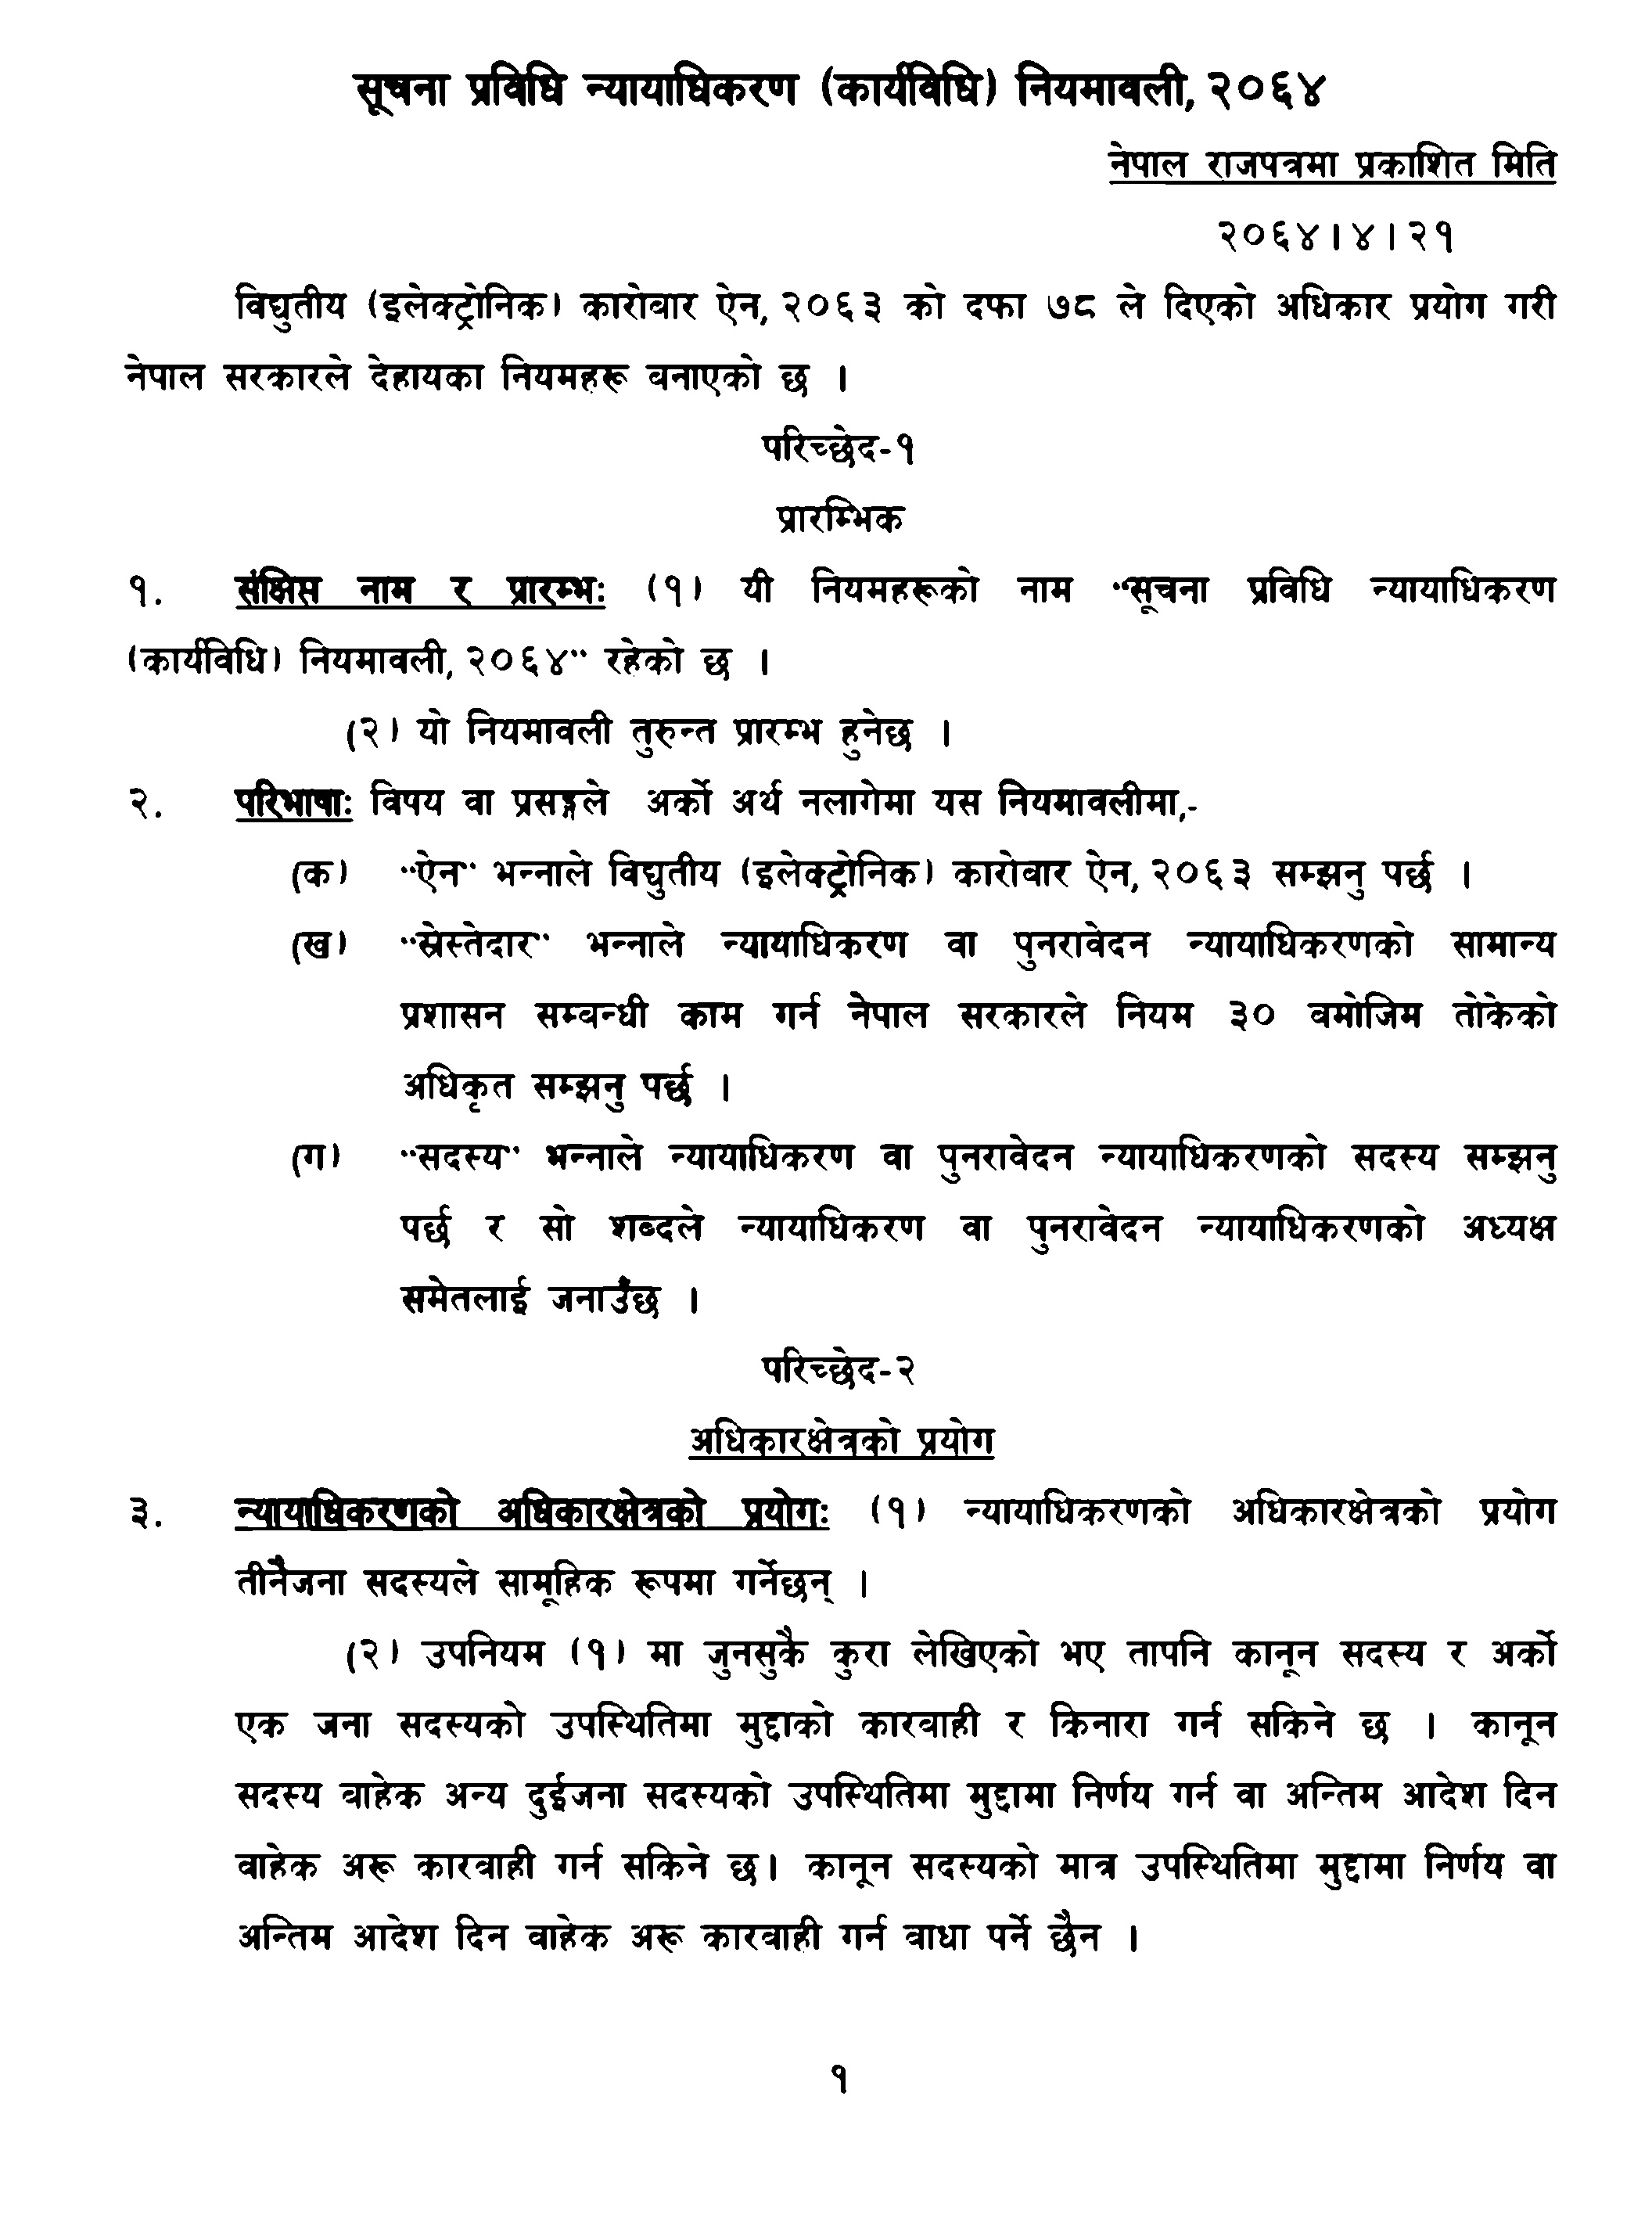 सूचना प्रविधि न्यायाधिकरण (कार्यविधि) नियमावली, २०६४
नेपाल राजपत्रमा प्रकाशित मिति
२०६४।४।२१
विद्युतीय (इलेक्ट्रोनिक) कारोबार ऐन, २०६३ को दफा ७८ ले दिएको अधिकार प्रयोग गरी
नेपाल सरकारले देहायका नियमहरू बनाएको छ ।
परिच्छेद-१
प्रारम्भिक
१. संक्षिप्त नाम र प्रारम्भः (१) यी नियमहरूको नाम "सूचना प्रविधि न्यायाधिकरण
(कार्यविधि) नियमावली, २०६४" रहेको छ ।
(२) यो नियमावली तुरुन्त प्रारम्भ हुनेछ ।
२. परिभाषाः विषय वा प्रसङ्गले अर्को अर्थ नलागेमा यस नियमावलीमा,-
(क) "ऐन" भन्नाले विद्युतीय (इलेक्ट्रोनिक) कारोबार ऐन, २०६३ सम्झनु पर्छ ।
(ख) "स्रेस्तेदार" भन्नाले न्यायाधिकरण वा पुनरावेदन न्यायाधिकरणको सामान्य
प्रशासन सम्बन्धी काम गर्न नेपाल सरकारले नियम ३० बमोजिम तोकेको
अधिकृत सम्झनु पर्छ ।
(ग) "सदस्य" भन्नाले न्यायाधिकरण वा पुनरावेदन न्यायाधिकरणको सदस्य सम्झनु
पर्छ र सो शब्दले न्यायाधिकरण वा पुनरावेदन न्यायाधिकरणको अध्यक्ष
समेतलाई जनाउँछ ।
परिच्छेद-२
अधिकारक्षेत्रको प्रयोग
३. न्यायाधिकरणको अधिकारक्षेत्रको प्रयोगः (१) न्यायाधिकरणको अधिकारक्षेत्रको प्रयोग
तीनैजना सदस्यले सामूहिक रूपमा गर्नेछन् ।
(२) उपनियम (१) मा जुनसुकै कुरा लेखिएको भए तापनि कानून सदस्य र अर्को
एक जना सदस्यको उपस्थितिमा मुद्दाको कारबाही र किनारा गर्न सकिने छ । कानून
सदस्य बाहेक अन्य दुईजना सदस्यको उपस्थितिमा मुद्दामा निर्णय गर्न वा अन्तिम आदेश दिन
बाहेक अरू कारबाही गर्न सकिने छ। कानून सदस्यको मात्र उपस्थितिमा मुद्दामा निर्णय वा
अन्तिम आदेश दिन बाहेक अरू कारबाही गर्न बाधा पर्ने छैन ।
१